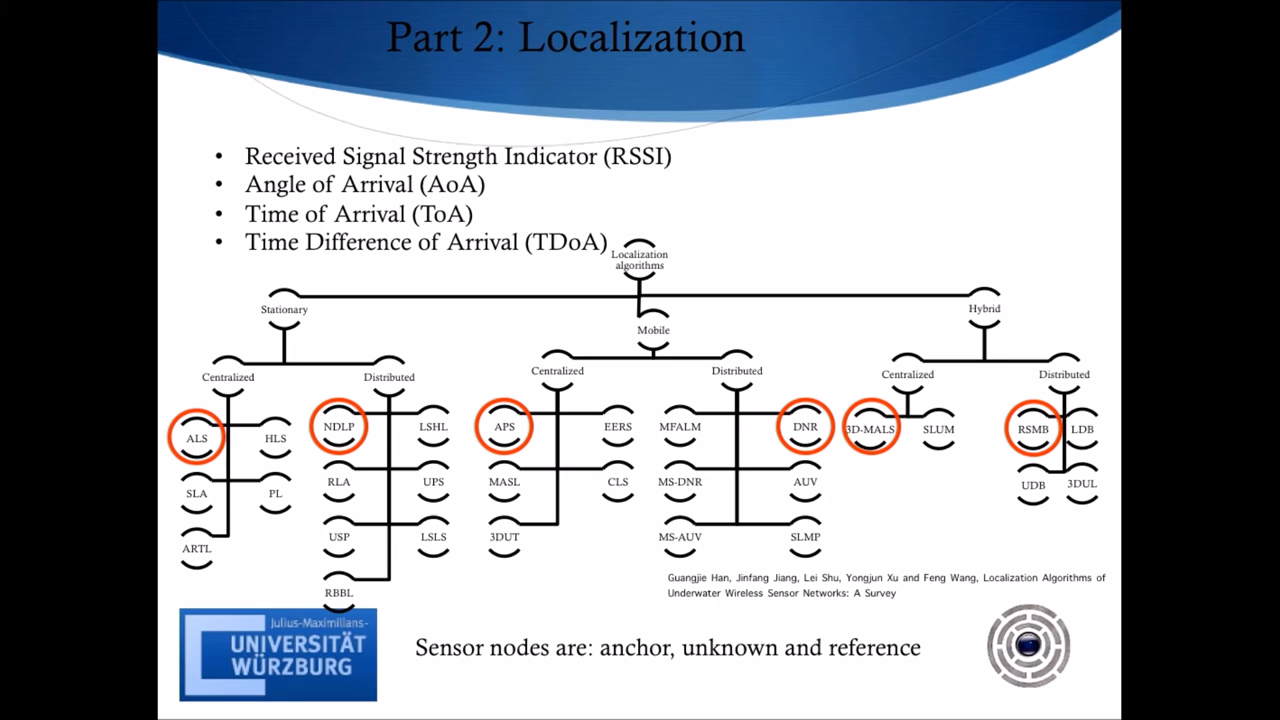 Part 2: Localization
• Received Signal Strength Indicator (RSSI)
• Angle of Arrival (AoA)
• Time of Arrival (ToA)
• Time Difference of Arrival (TDoA)
Localization
algorithms
Stationary
Mobile
Hybrid
Centralized
Distributed
Centralized
Distributed
Centralized
Distributed
ALS
HLS
SLA
PL
ARTL
NDLP
LSHL
RLA
UPS
USP
LSLS
RBBL
APS
EERS
MASL
CLS
3DUT
MFALM
DNR
MS-DNR
AUV
MS-AUV
SLMP
3D-MALS
SLUM
RSMB
LDB
UDB
3DUL
Guangjie Han, Jinfang Jiang, Lei Shu, Yongjun Xu and Feng Wang, Localization Algorithms of
Underwater Wireless Sensor Networks: A Survey
Julius-Maximilians-
UNIVERSITÄT
WÜRZBURG
Sensor nodes are: anchor, unknown and reference